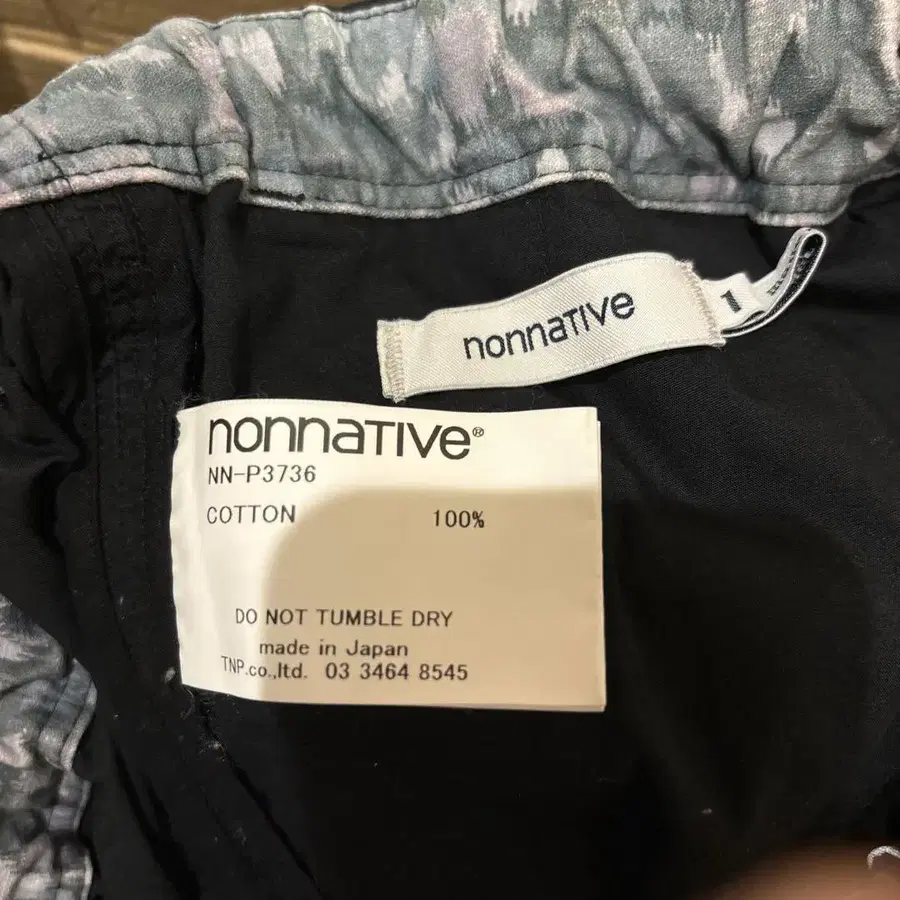 nonnative
1
nonnative®
NN-P3736
COTTON 100%
DO NOT TUMBLE DRY
made in Japan
TNP.co.,ltd. 03 3464 8545